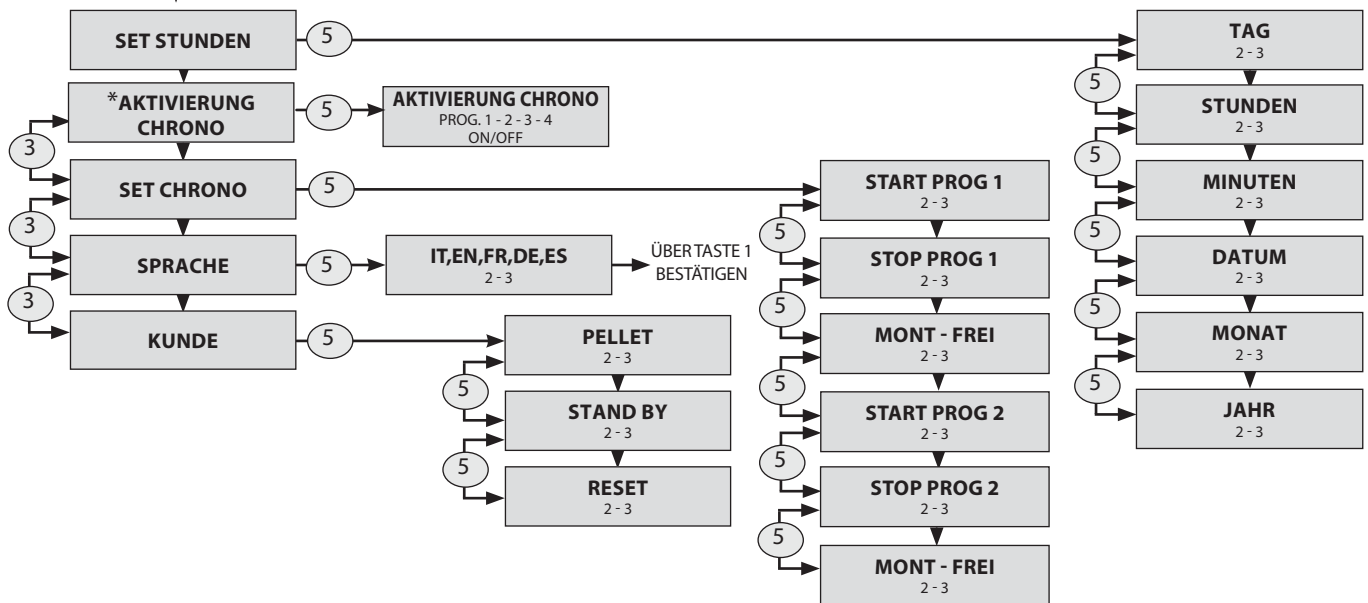 SET STUNDEN
5
*AKTIVIERUNG
CHRONO
5
AKTIVIERUNG CHRONO
PROG. 1 - 2 - 3 - 4
ON/OFF
3
SET CHRONO
5
3
SPRACHE
5
IT,EN,FR,DE,ES
2 - 3
ÜBER TASTE 1
BESTÄTIGEN
3
KUNDE
5
PELLET
2 - 3
5
STAND BY
2 - 3
5
RESET
2 - 3
START PROG 1
2 - 3
5
STOP PROG 1
2 - 3
5
MONT - FREI
2 - 3
5
START PROG 2
2 - 3
5
STOP PROG 2
2 - 3
5
MONT - FREI
2 - 3
TAG
2 - 3
5
STUNDEN
2 - 3
5
MINUTEN
2 - 3
5
DATUM
2 - 3
5
MONAT
2 - 3
5
JAHR
2 - 3